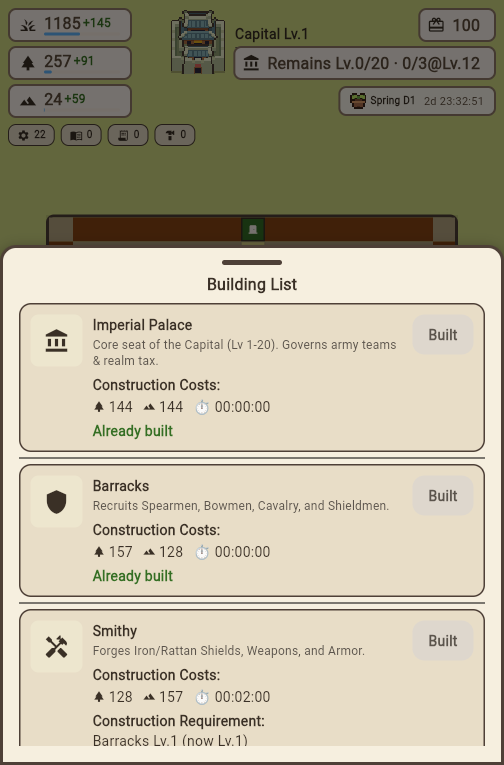 1185 +145
257 +91
24 +59
22
0
0
0
Capital Lv.1
100
Remains Lv.0/20 · 0/3@Lv.12
Spring D1 2d 23:32:51
Building List
Imperial Palace
Built
Core seat of the Capital (Lv 1-20). Governs army teams
& realm tax.
Construction Costs:
144 144 00:00:00
Already built
Barracks
Built
Recruits Spearmen, Bowmen, Cavalry, and Shieldmen.
Construction Costs:
157 128 00:00:00
Already built
Smithy
Built
Forges Iron/Rattan Shields, Weapons, and Armor.
Construction Costs:
128 157 00:02:00
Construction Requirement:
Barracks Lv.1 (now Lv.1)